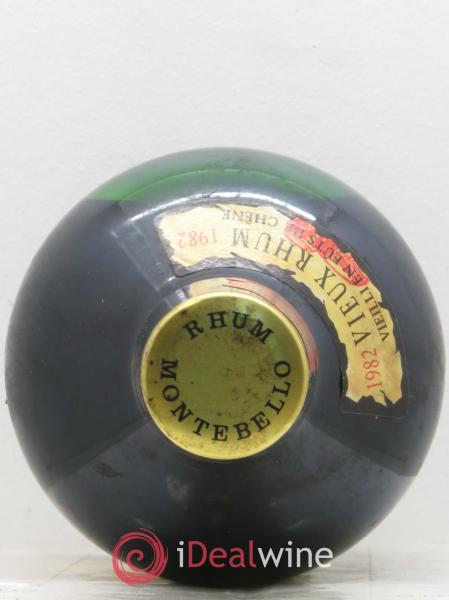 1982 VIEUX RHUM 1982
VIEILLI EN FUTS DE CHENE
RHUM
MONTEBELLO
iDealwine